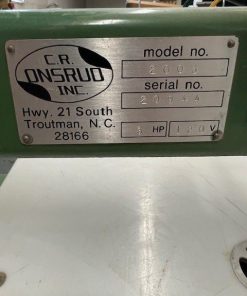 C.R.
ONSRUD
INC.
Hwy. 21 South
Troutman, N.C.
28166
model no.
serial no.
HP
V